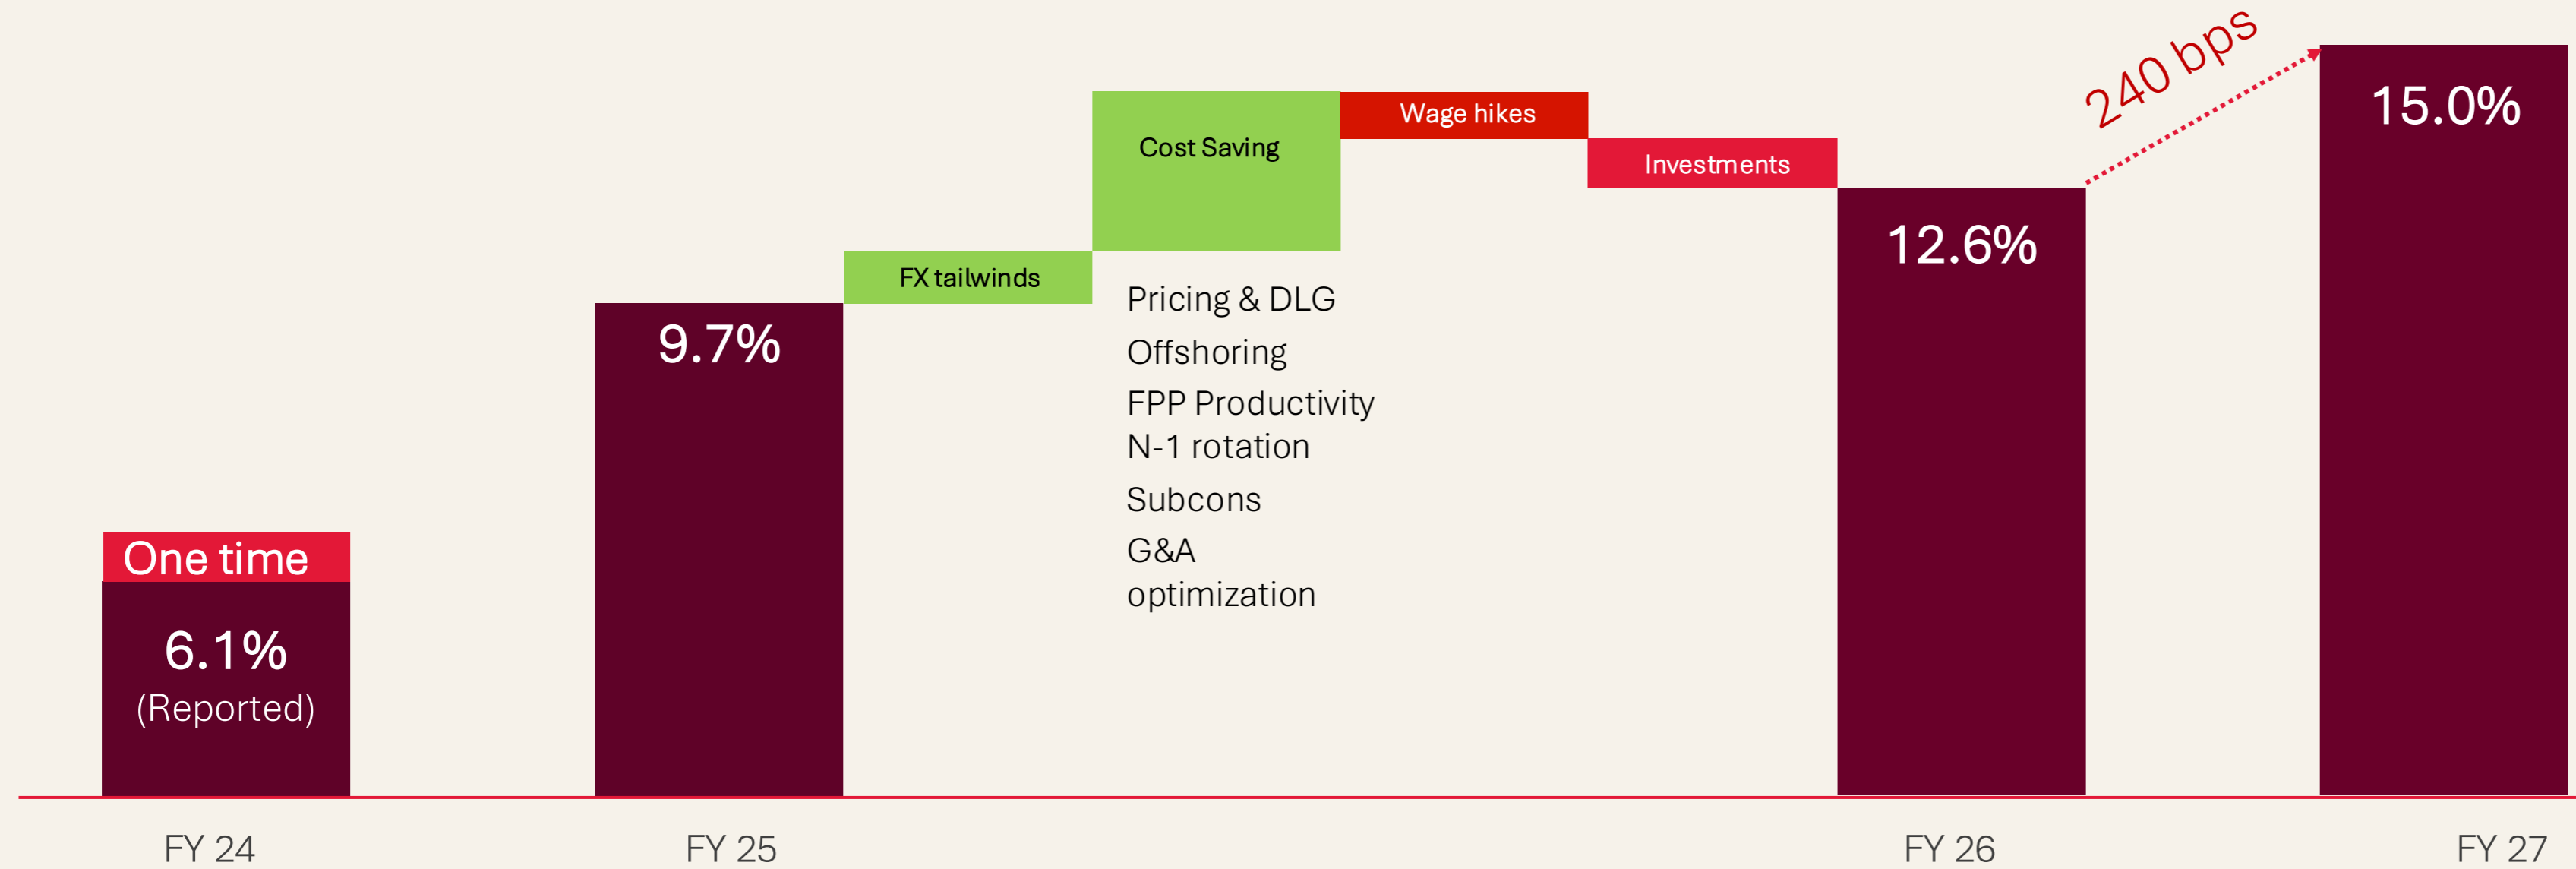 240 bps
15.0%
Wage hikes
Cost Saving
Investments
12.6%
FX tailwinds
Pricing & DLG
9.7%
Offshoring
FPP Productivity
N-1 rotation
Subcons
One time
G&A
optimization
6.1%
(Reported)
FY 24
FY 25
FY 26
FY 27